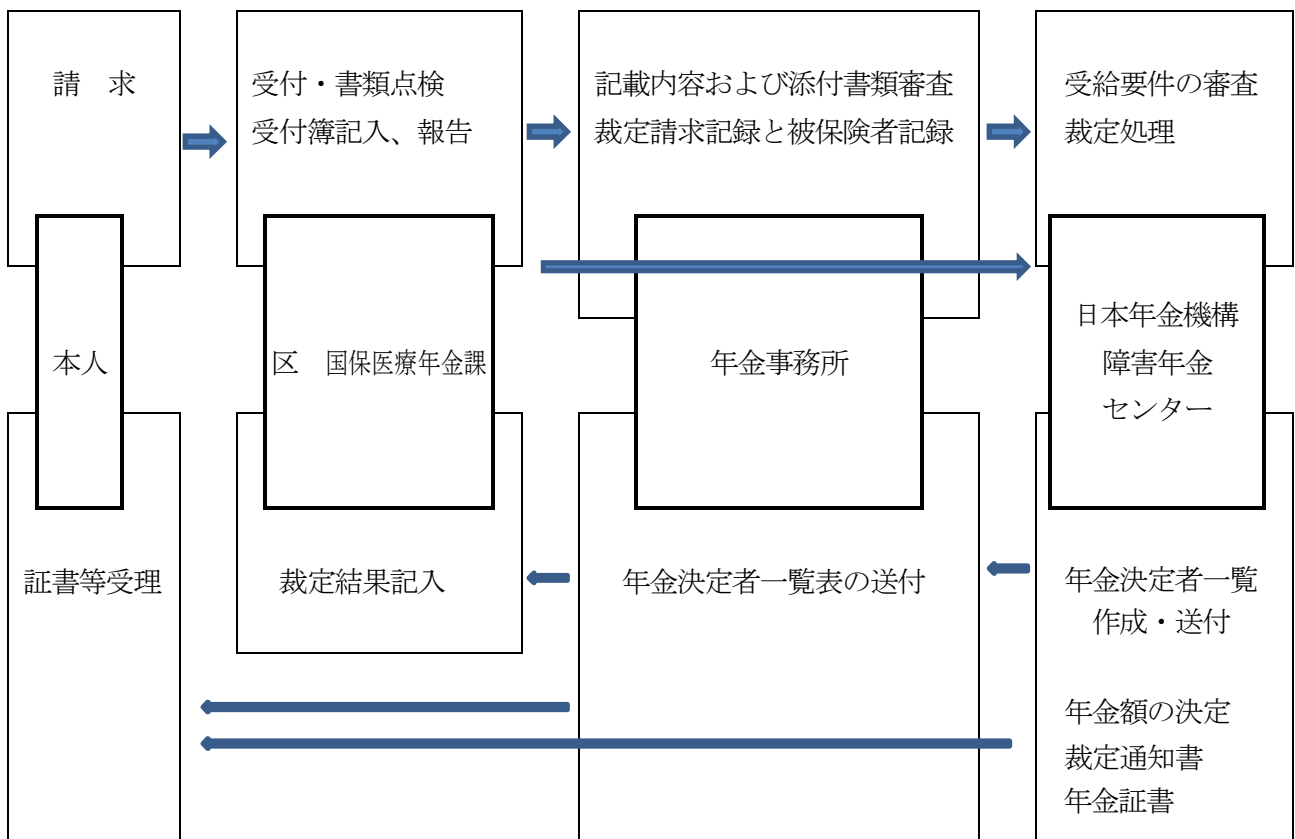 請　求
受付・書類点検
受付簿記入、報告
記載内容および添付書類審査
裁定請求記録と被保険者記録
受給要件の審査
裁定処理
本人
区　国保医療年金課
年金事務所
日本年金機構
障害年金
センター
証書等受理
裁定結果記入
年金決定者一覧表の送付
年金決定者一覧
作成・送付
年金額の決定
裁定通知書
年金証書